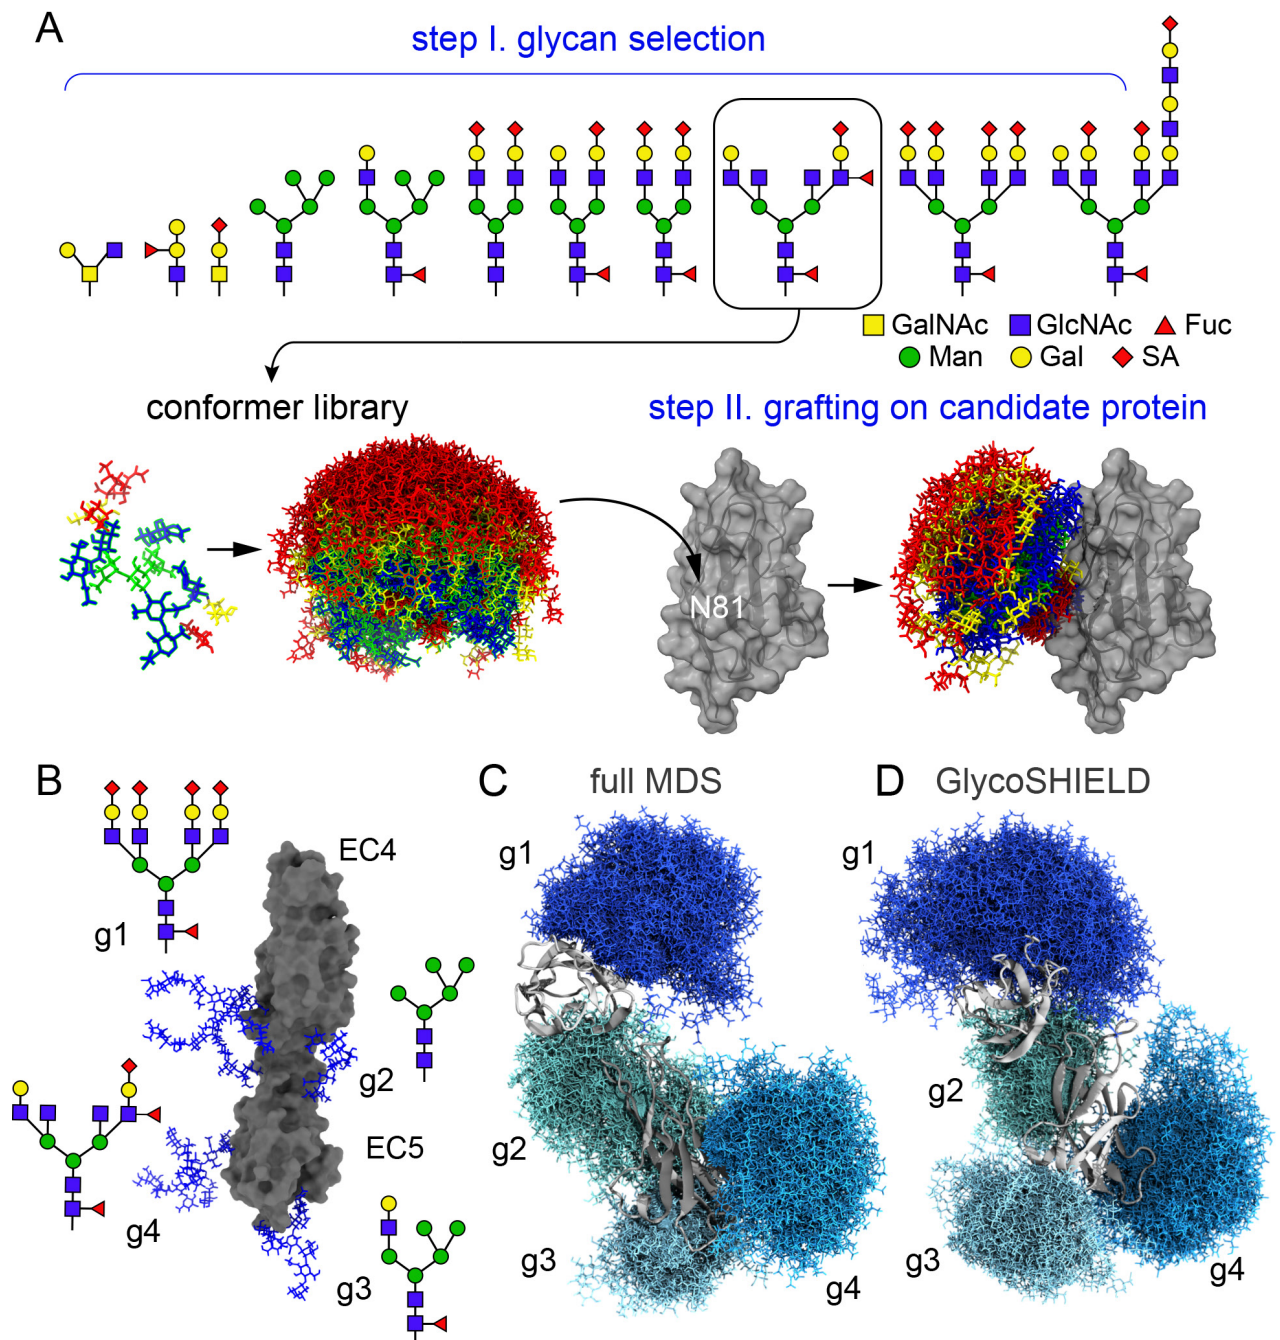 A
step I. glycan selection
GalNAc GlcNAc Fuc
Man Gal SA
conformer library
step II. grafting on candidate protein
N81
B
EC4
g1
g2
EC5
g4
g3
C full MDS
g1
g2
g3
g4
D GlycoSHIELD
g1
g2
g3
g4